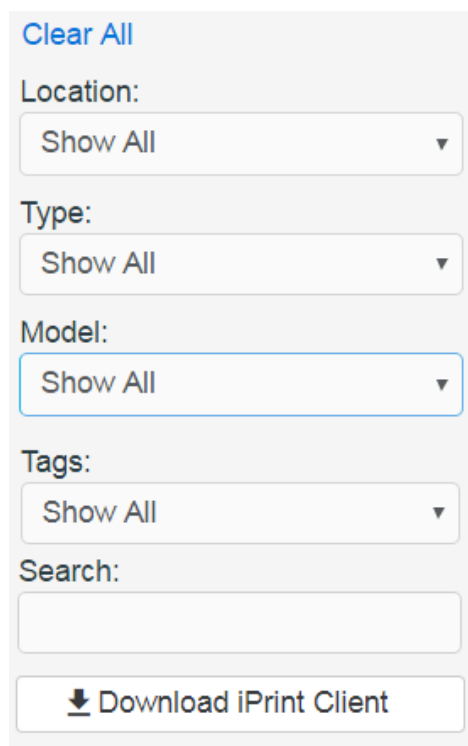 Clear All
Location:
Show All
Type:
Show All
Model:
Show All
Tags:
Show All
Search:
Download iPrint Client